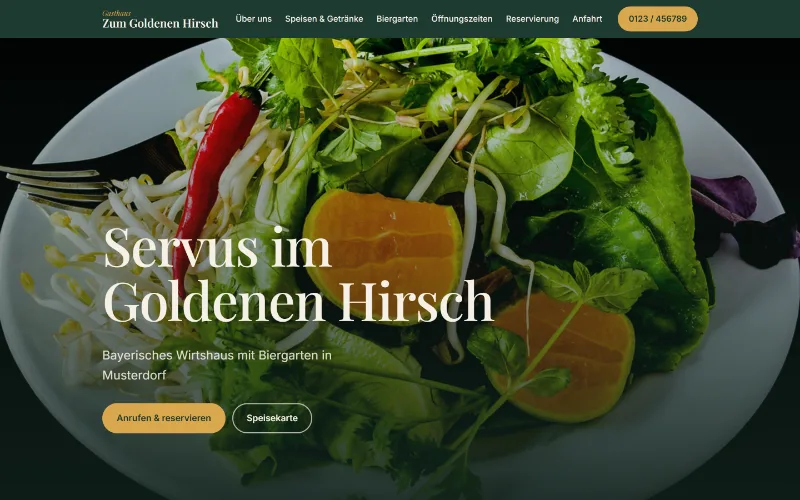 Gasthaus
Zum Goldenen Hirsch
Über uns Speisen & Getränke Biergarten Öffnungszeiten Reservierung Anfahrt 0123 / 456789
Servus im
Goldenen Hirsch
Bayerisches Wirtshaus mit Biergarten in
Musterdorf
Anrufen & reservieren Speisekarte